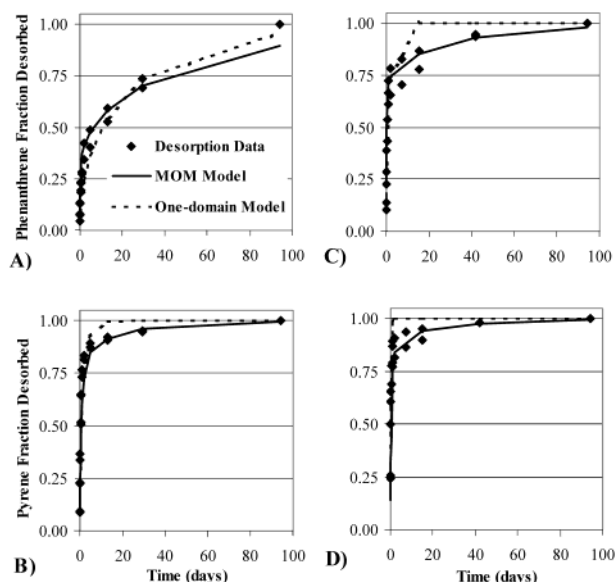 Phenanthrene Fraction Desorbed
1.00
0.75
0.50
0.25
0.00
Desorption Data
MOM Model
One-domain Model
0 20 40 60 80 100
A)
1.00
0.75
0.50
0.25
0.00
0 20 40 60 80 100
C)
Pyrene Fraction Desorbed
1.00
0.75
0.50
0.25
0.00
0 20 40 60 80 100
B)
Time (days)
1.00
0.75
0.50
0.25
0.00
0 20 40 60 80 100
D)
Time (days)